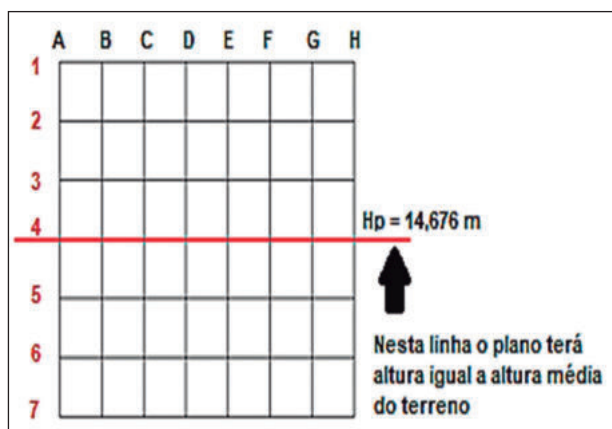 A B C D E F G H
1
2
3
4
Hp = 14,676 m
5
6
7
Nesta linha o plano terá
altura igual a altura média
do terreno